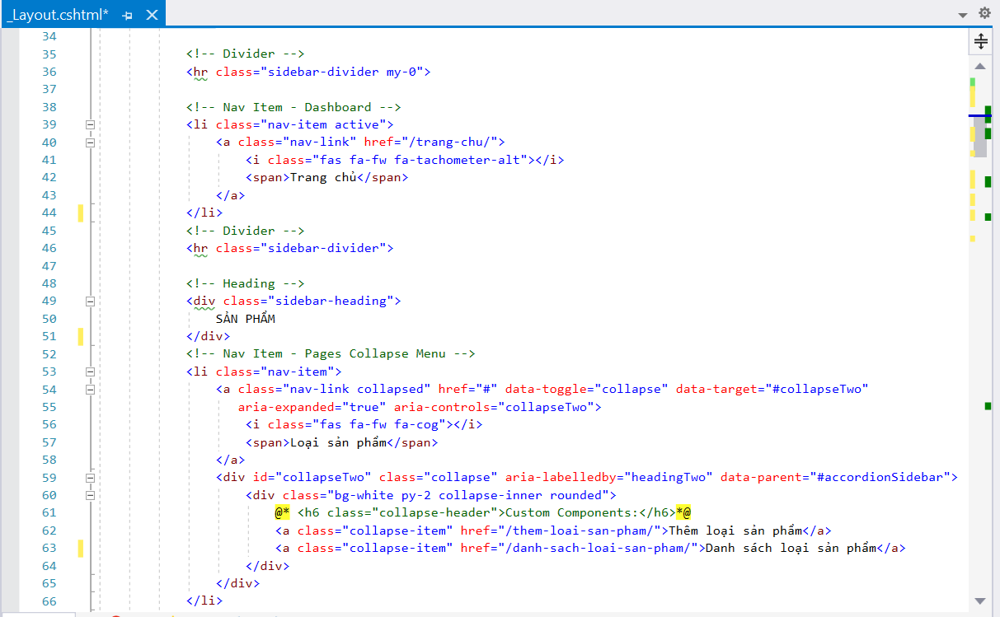 _Layout.cshtml*
34
35 <!-- Divider -->
36 <hr class="sidebar-divider my-0">
37
38 <!-- Nav Item - Dashboard -->
39 <li class="nav-item active">
40 <a class="nav-link" href="/trang-chu/">
41 <i class="fas fa-fw fa-tachometer-alt"></i>
42 <span>Trang chủ</span>
43 </a>
44 </li>
45 <!-- Divider -->
46 <hr class="sidebar-divider">
47
48 <!-- Heading -->
49 <div class="sidebar-heading">
50 SẢN PHẨM
51 </div>
52 <!-- Nav Item - Pages Collapse Menu -->
53 <li class="nav-item">
54 <a class="nav-link collapsed" href="#" data-toggle="collapse" data-target="#collapseTwo"
55 aria-expanded="true" aria-controls="collapseTwo">
56 <i class="fas fa-fw fa-cog"></i>
57 <span>Loại sản phẩm</span>
58 </a>
59 <div id="collapseTwo" class="collapse" aria-labelledby="headingTwo" data-parent="#accordionSidebar">
60 <div class="bg-white py-2 collapse-inner rounded">
61 @* <h6 class="collapse-header">Custom Components:</h6>*@
62 <a class="collapse-item" href="/them-loai-san-pham/">Thêm loại sản phẩm</a>
63 <a class="collapse-item" href="/danh-sach-loai-san-pham/">Danh sách loại sản phẩm</a>
64 </div>
65 </div>
66 </li>